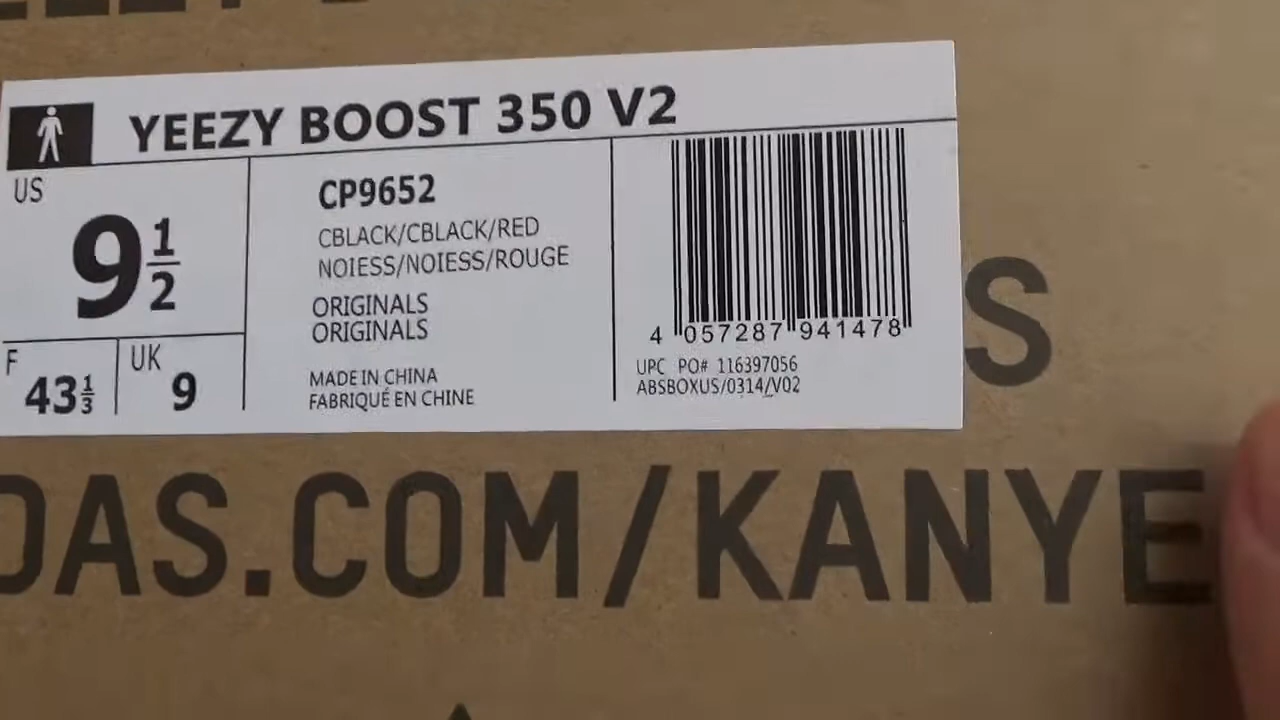 YEEZY BOOST 350 V2
US
9 1/2
F
43 1/3
UK
9
CP9652
CBLACK/CBLACK/RED
NOIESS/NOIESS/ROUGE
ORIGINALS
ORIGINALS
MADE IN CHINA
FABRIQUÉ EN CHINE
4 057287 941478
UPC PO# 116397056
ABSBOXUS/0314/V02
S
DAS.COM/KANYE